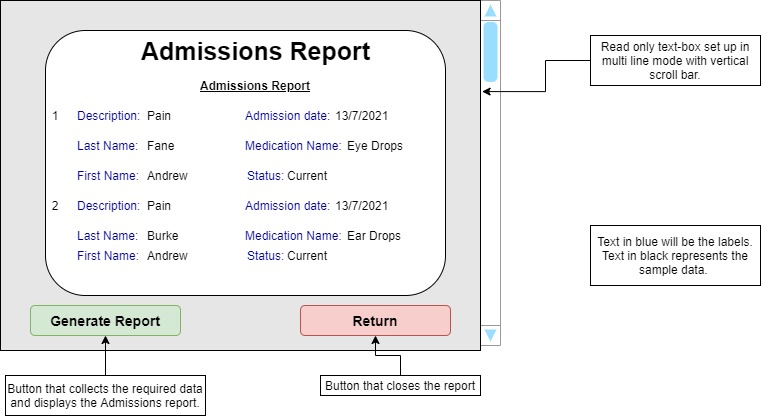 Admissions Report
Admissions Report
1 Description: Pain Admission date: 13/7/2021
Last Name: Fane Medication Name: Eye Drops
First Name: Andrew Status: Current
2 Description: Pain Admission date: 13/7/2021
Last Name: Burke Medication Name: Ear Drops
First Name: Andrew Status: Current
Generate Report Return
Read only text-box set up in
multi line mode with vertical
scroll bar.
Text in blue will be the labels.
Text in black represents the
sample data.
Button that collects the required data
and displays the Admissions report.
Button that closes the report